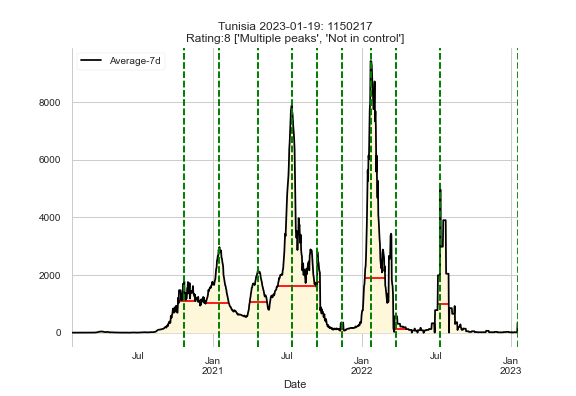 Tunisia 2023-01-19: 1150217
Rating:8 ['Multiple peaks', 'Not in control']
Average-7d
8000
6000
4000
2000
0
Jul
Jan
2021
Jul
Jan
2022
Jul
Jan
2023
Date